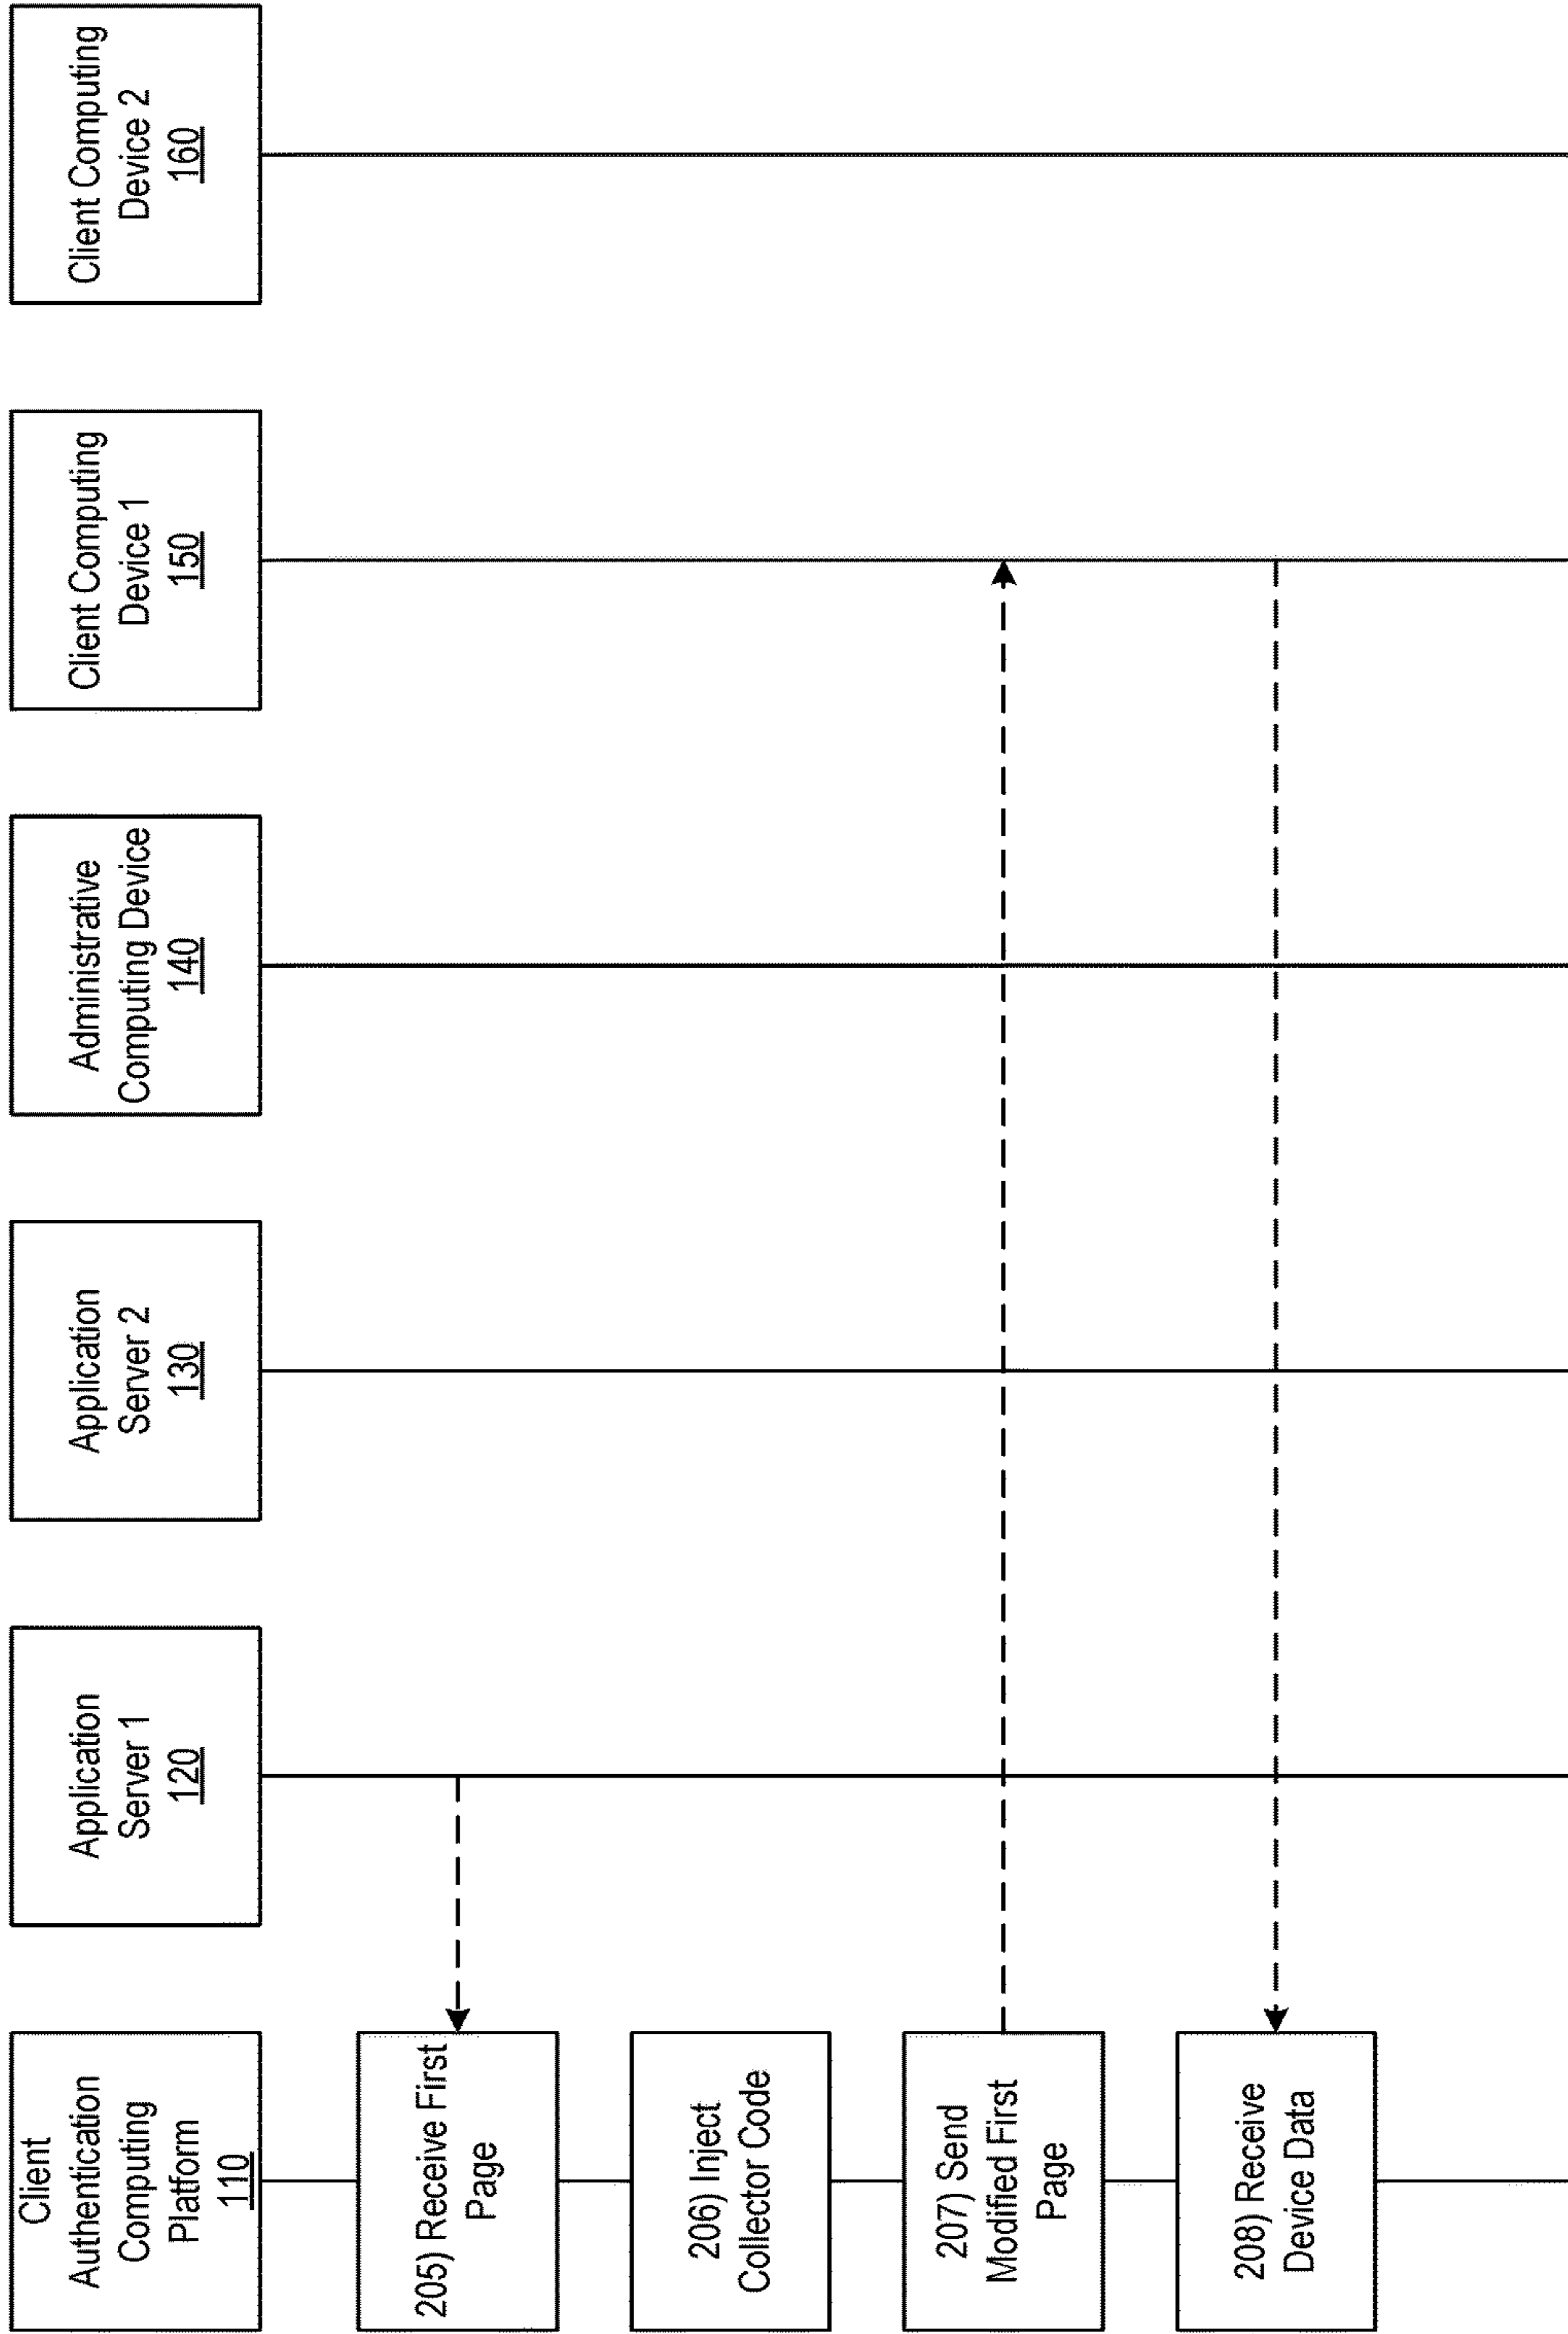 Client
Authentication
Computing
Platform
110
Application
Server 1
120
Application
Server 2
130
Administrative
Computing Device
140
Client Computing
Device 1
150
Client Computing
Device 2
160
205) Receive First
Page
206) Inject
Collector Code
207) Send
Modified First
Page
208) Receive
Device Data